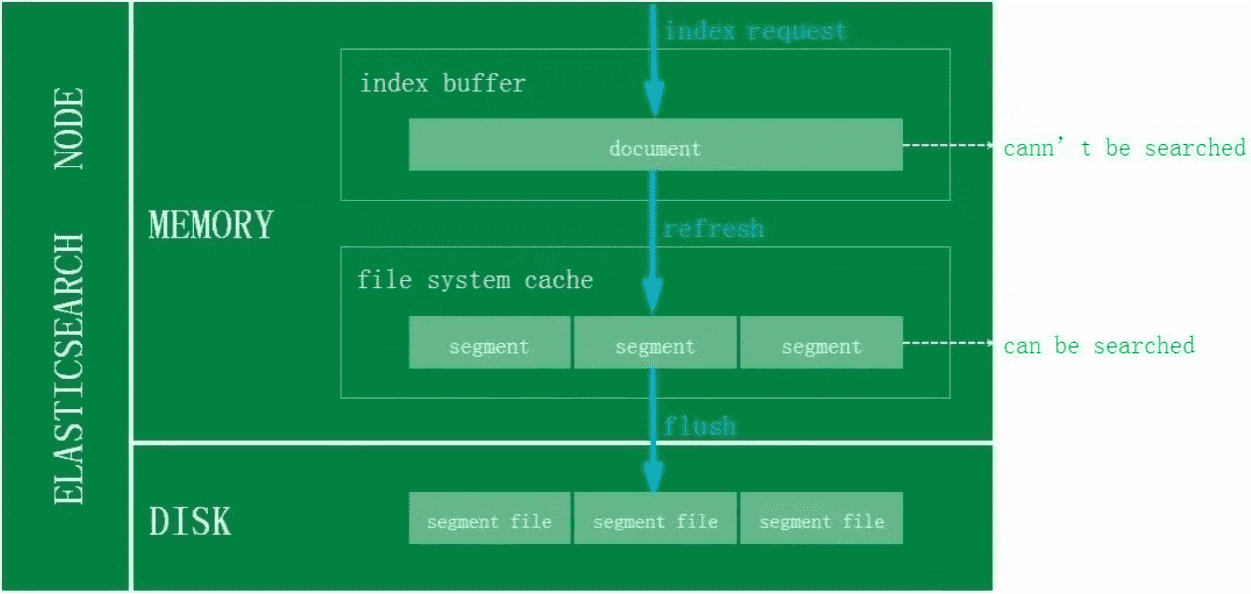 ELASTICSEARCH NODE
index request
index buffer
document
cann't be searched
MEMORY
refresh
file system cache
segment segment segment
can be searched
flush
DISK
segment file segment file segment file